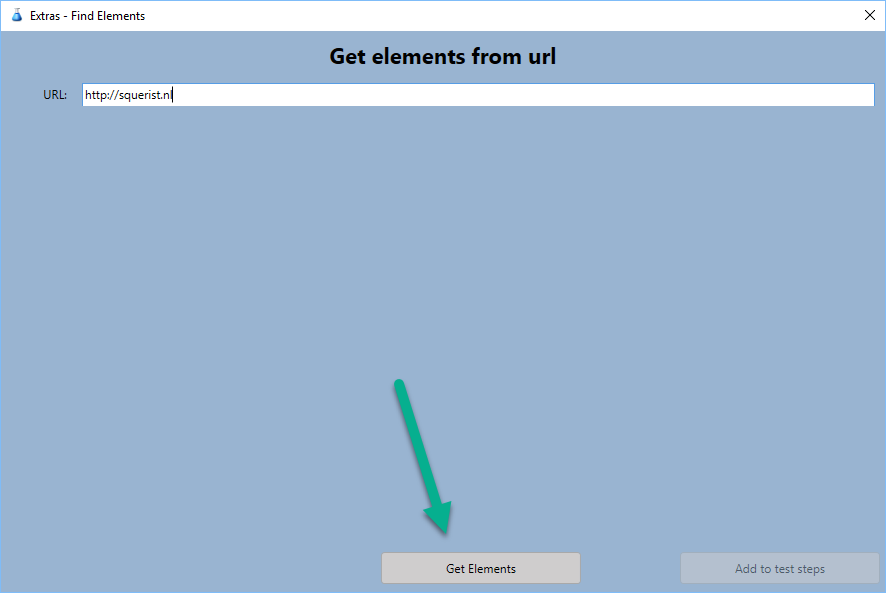 Extras - Find Elements
Get elements from url
URL: http://squerist.nl
Get Elements
Add to test steps